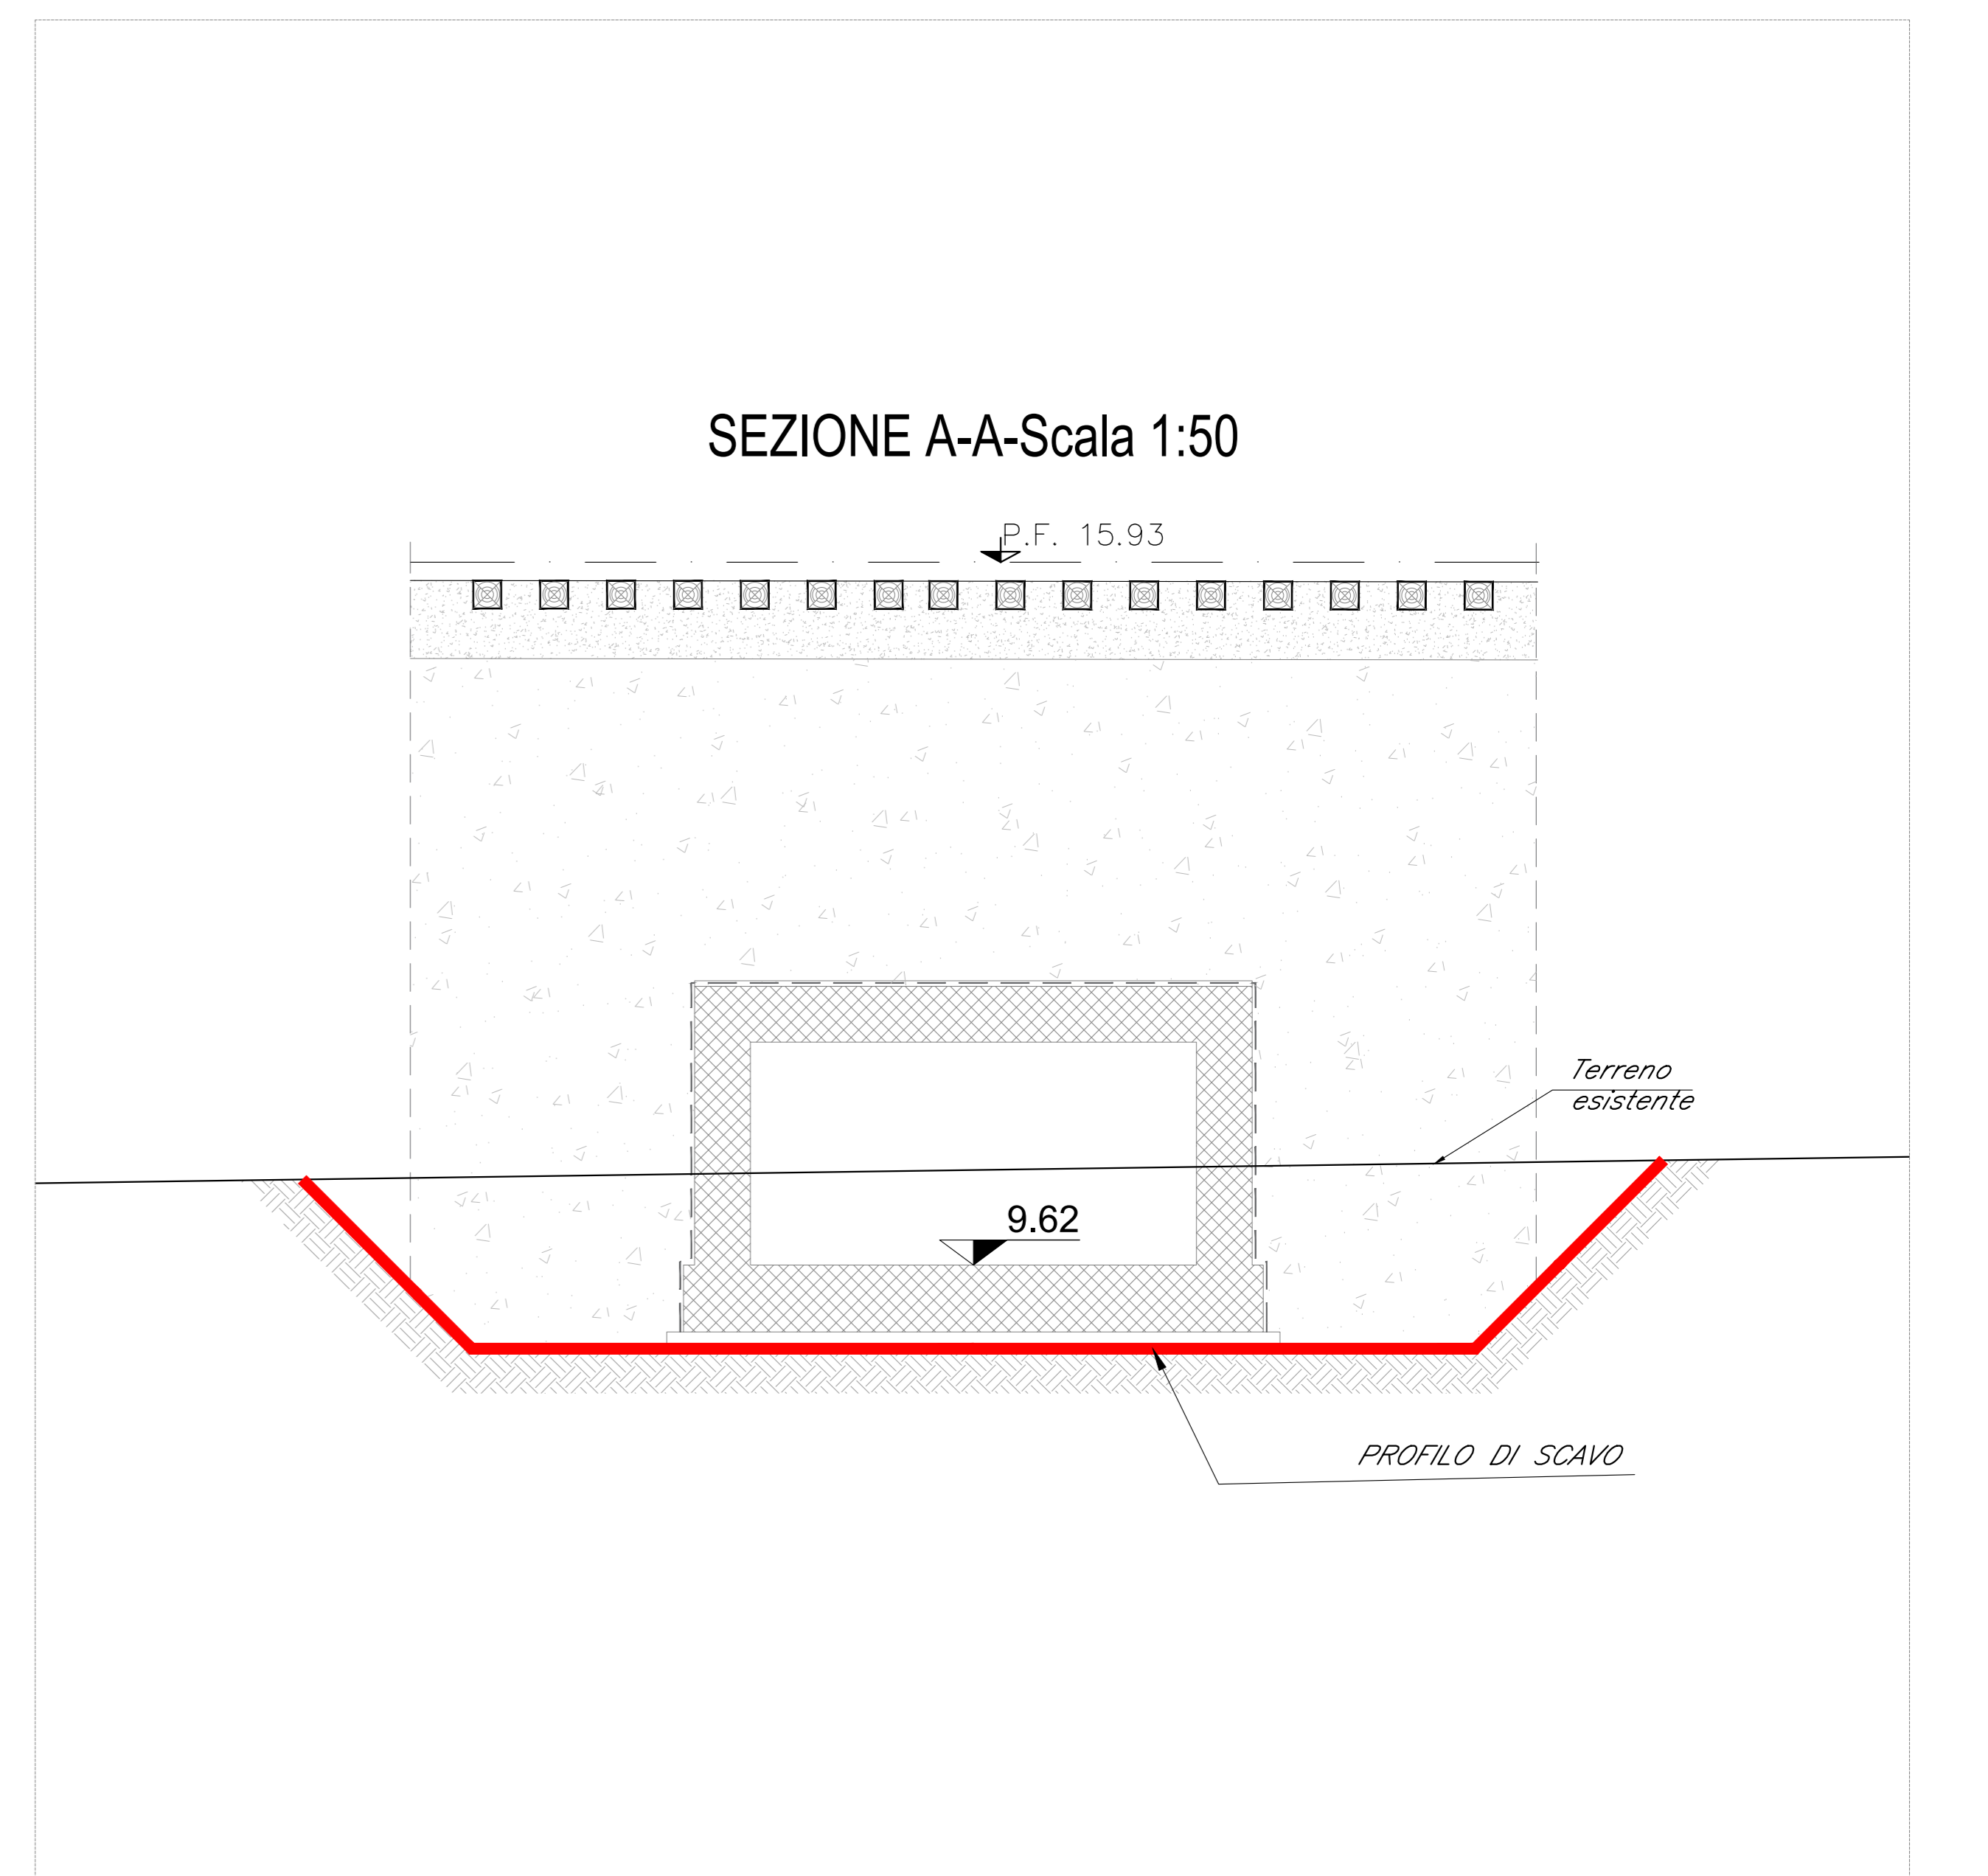 SEZIONE A-A-Scala 1:50
P.F. 15.93
Terreno
esistente
9.62
PROFILO DI SCAVO